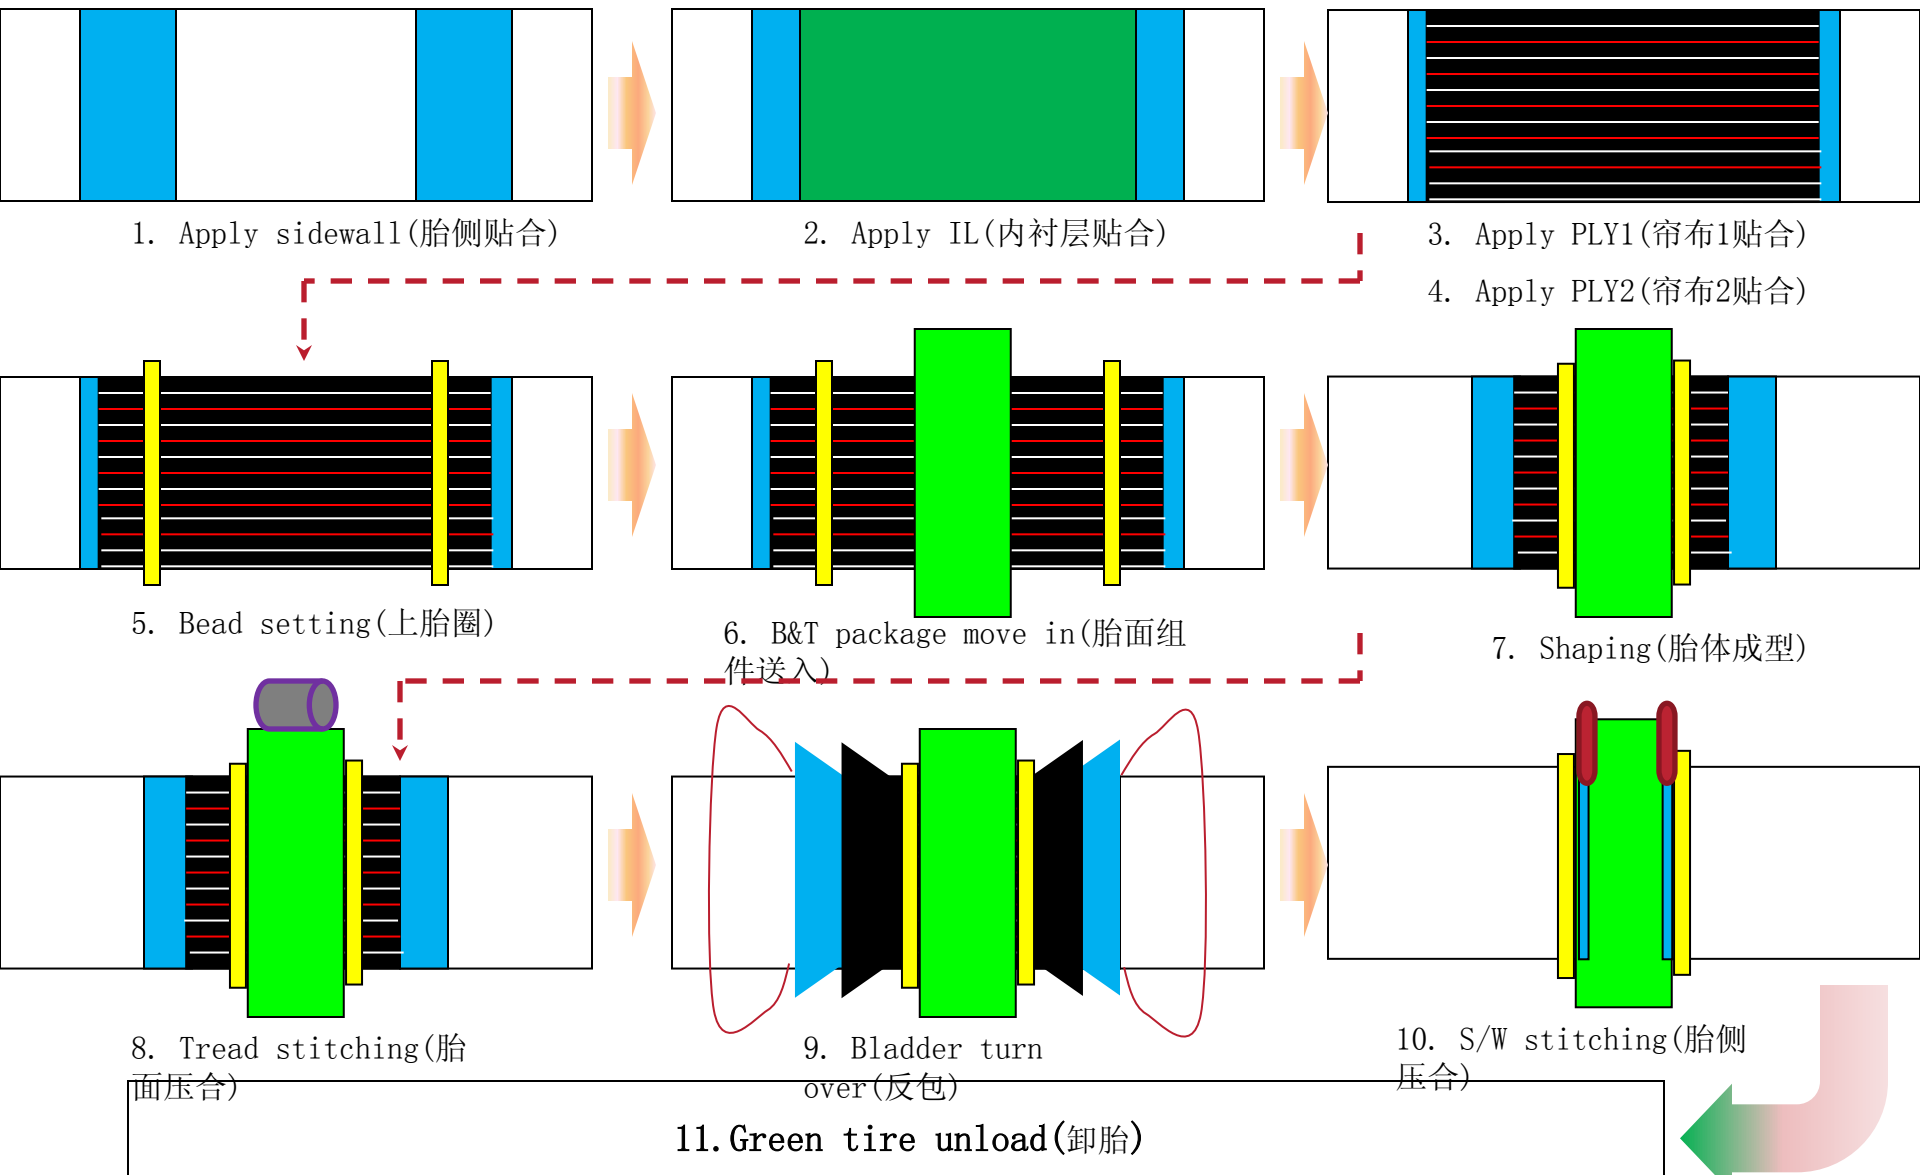 1. Apply sidewall(胎侧贴合)
2. Apply IL(内衬层贴合)
3. Apply PLY1(帘布1贴合)
4. Apply PLY2(帘布2贴合)
5. Bead setting(上胎圈)
6. B&T package move in(胎面组
件送入)
7. Shaping(胎体成型)
8. Tread stitching(胎
面压合)
9. Bladder turn
over(反包)
10. S/W stitching(胎侧
压合)
11.Green tire unload(卸胎)